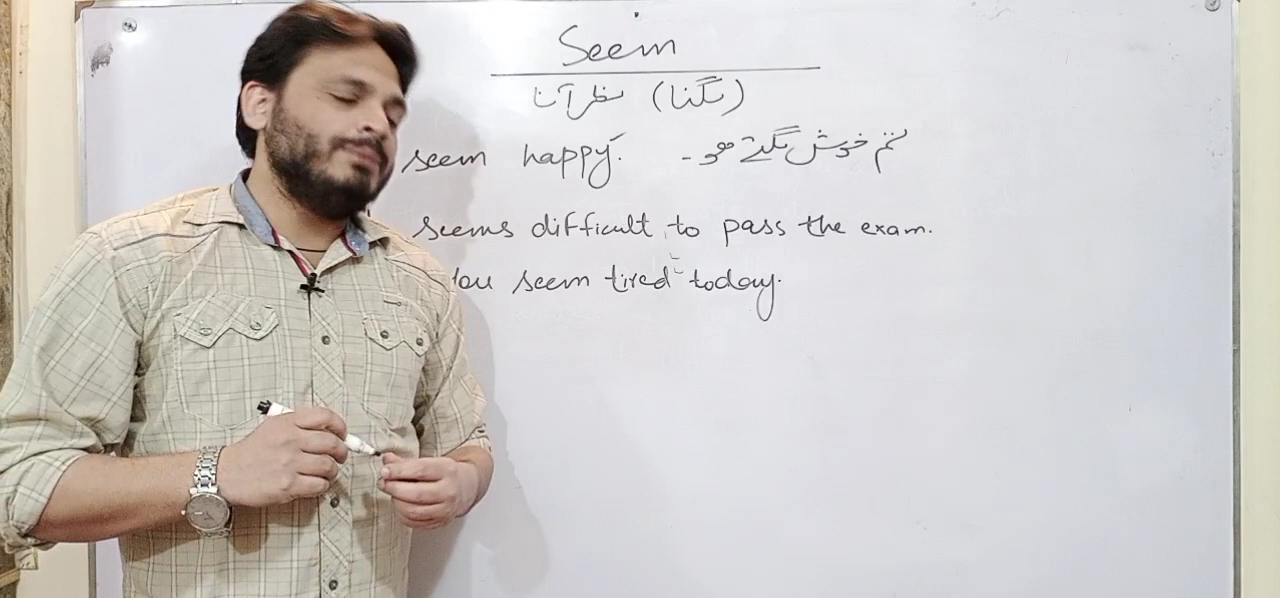 Seem
نظر آنا (لگنا)
seem happy. تم خوش لگتے ہو۔
seems difficult to pass the exam.
You seem tired today.